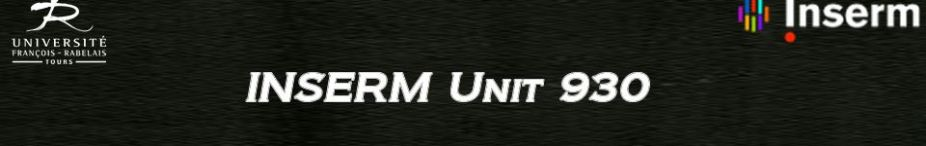 UNIVERSITÉ
FRANÇOIS - RABELAIS
TOURS
Inserm
INSERM UNIT 930